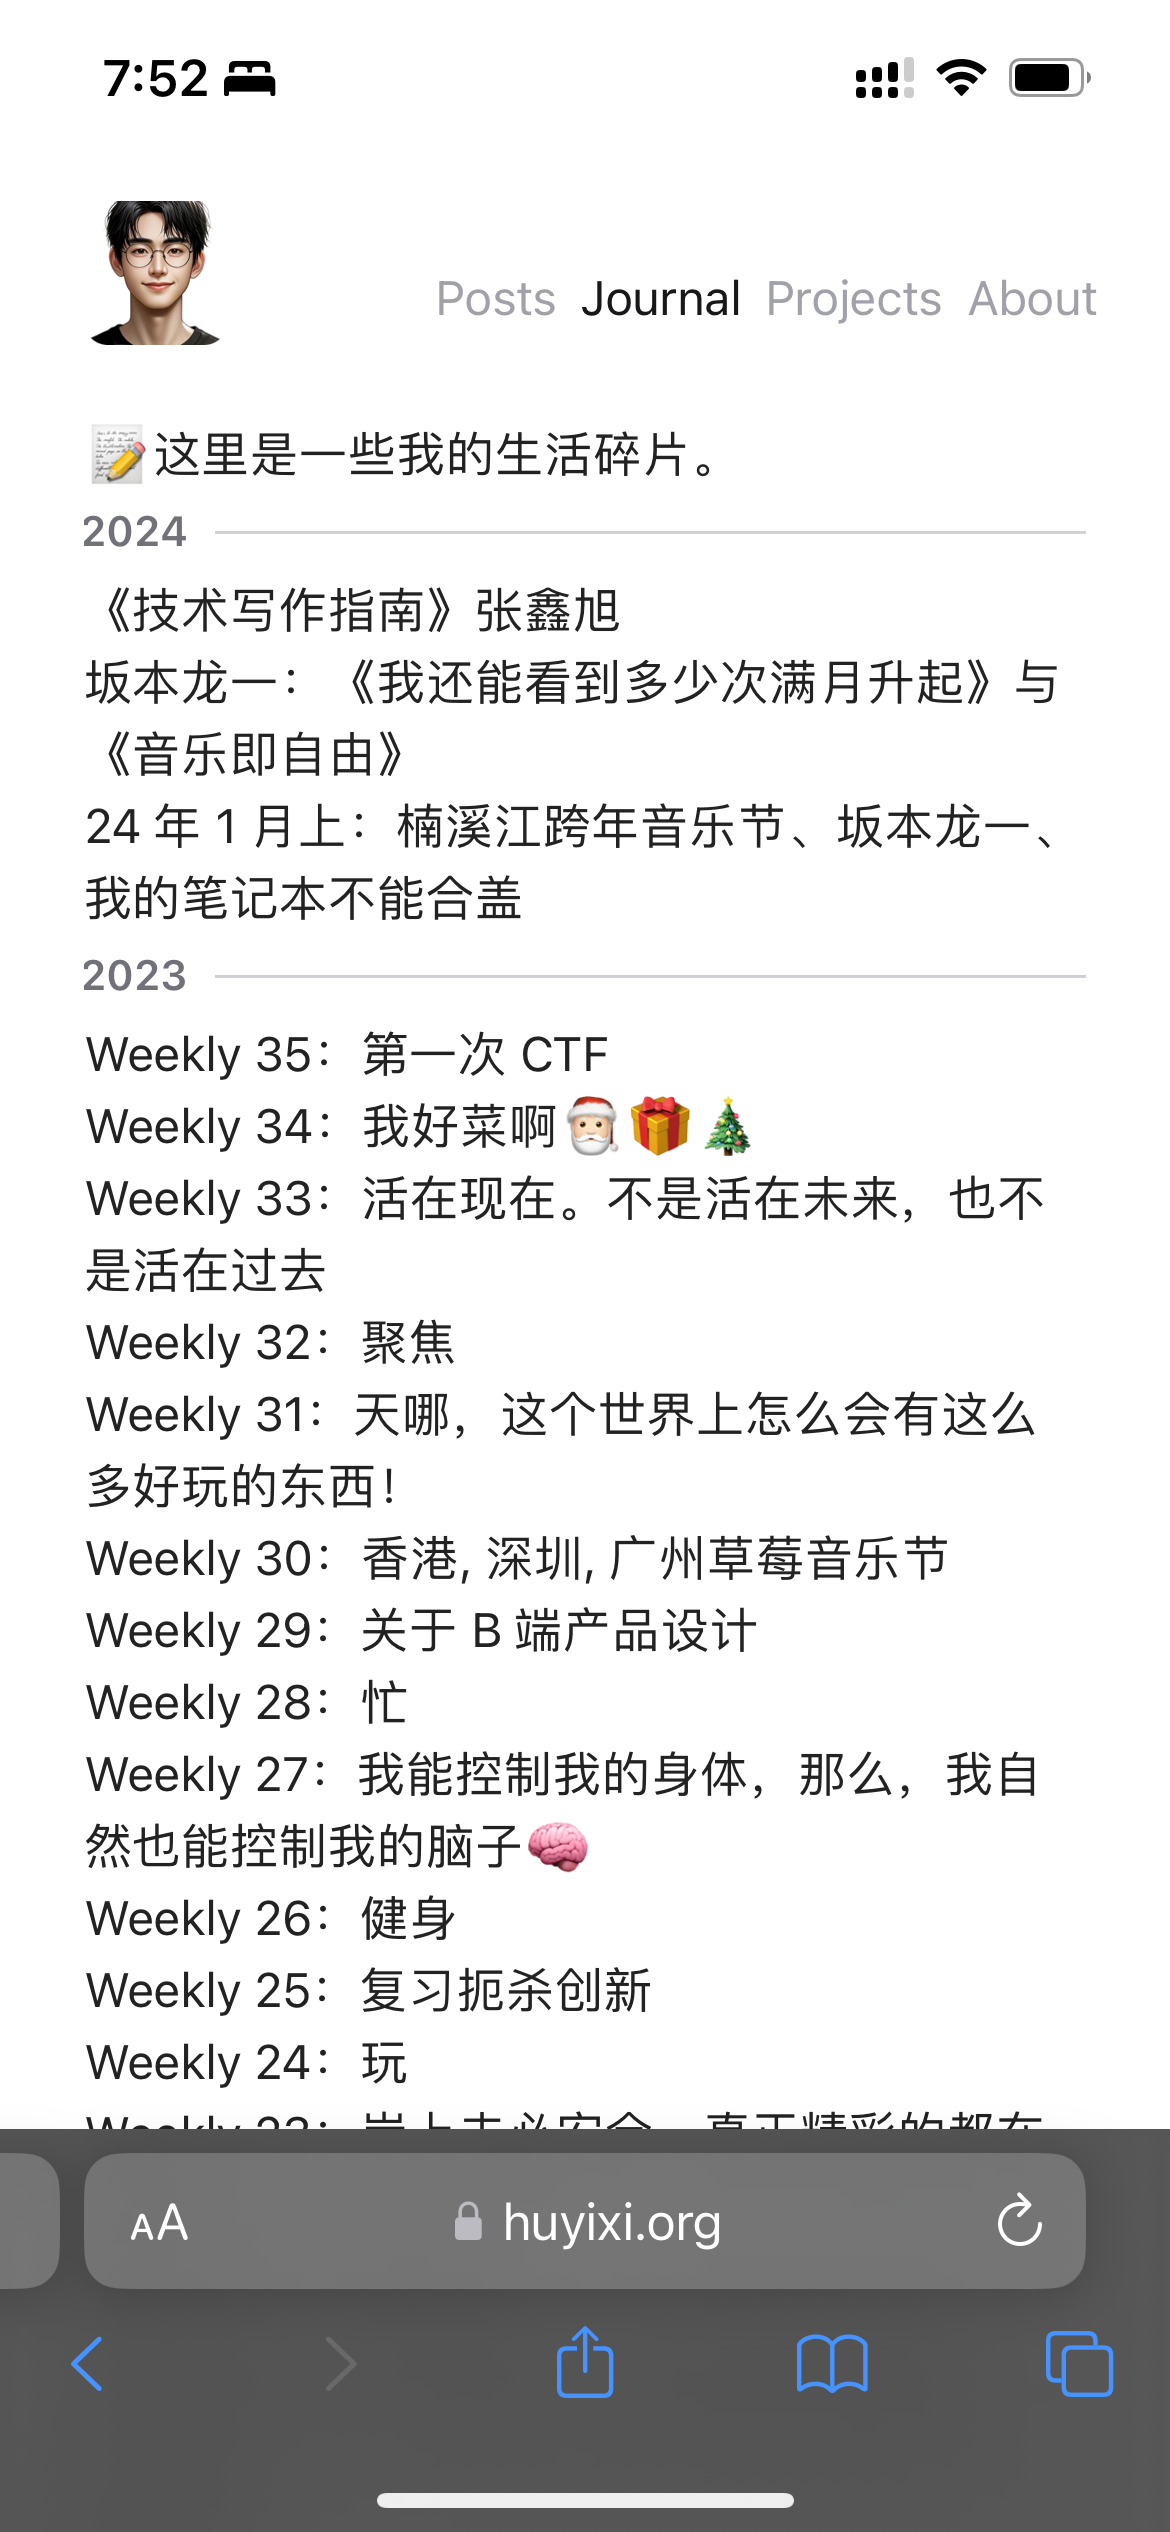 7:52
Posts Journal Projects About
📝这里是一些我的生活碎片。
2024
《技术写作指南》张鑫旭
坂本龙一：《我还能看到多少次满月升起》与
《音乐即自由》
24 年 1 月上：楠溪江跨年音乐节、坂本龙一、
我的笔记本不能合盖
2023
Weekly 35：第一次 CTF
Weekly 34：我好菜啊🎅🏻🎁🎄
Weekly 33：活在现在。不是活在未来，也不
是活在过去
Weekly 32：聚焦
Weekly 31：天哪，这个世界上怎么会有这么
多好玩的东西！
Weekly 30：香港, 深圳, 广州草莓音乐节
Weekly 29：关于 B 端产品设计
Weekly 28：忙
Weekly 27：我能控制我的身体，那么，我自
然也能控制我的脑子🧠
Weekly 26：健身
Weekly 25：复习扼杀创新
Weekly 24：玩
Weekly 23：
AA huyixi.org